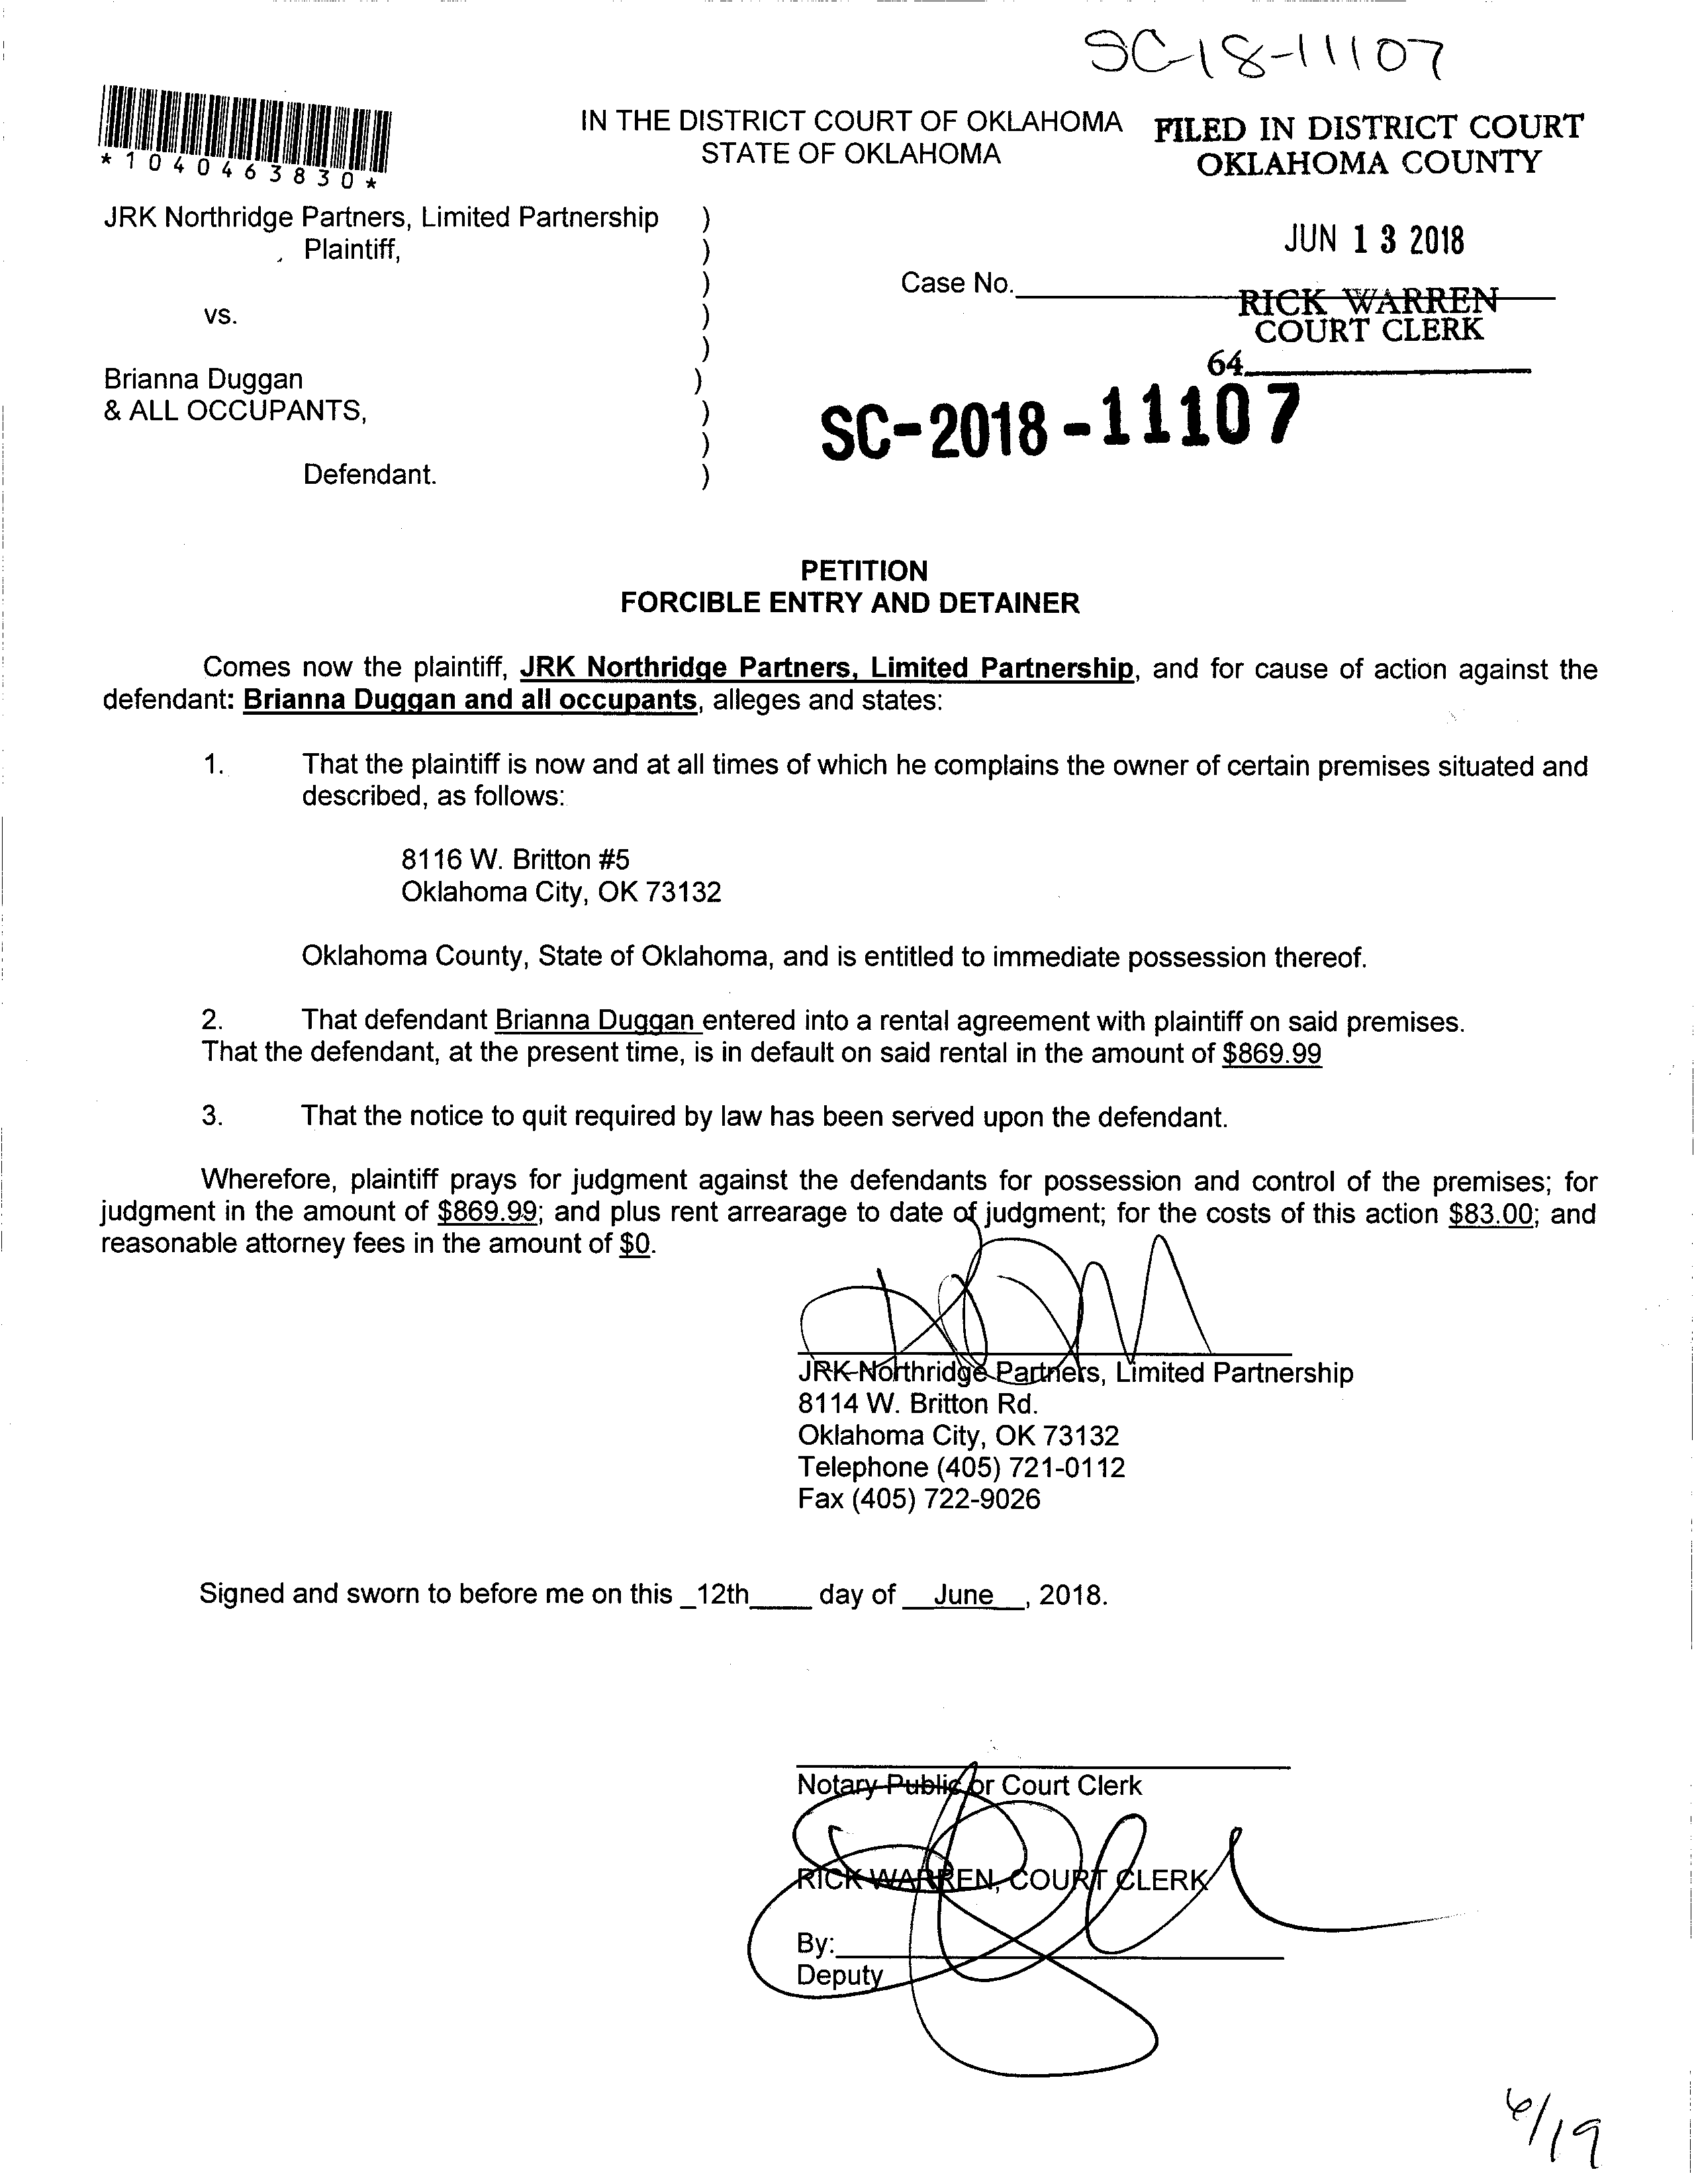 SC-18-11107
*1040463830*
IN THE DISTRICT COURT OF OKLAHOMA
STATE OF OKLAHOMA
FILED IN DISTRICT COURT
OKLAHOMA COUNTY
JUN 13 2018
RICK WARREN
COURT CLERK
64
JRK Northridge Partners, Limited Partnership )
Plaintiff, )
)
Case No.
vs. )
)
Brianna Duggan )
& ALL OCCUPANTS, )
)
Defendant. )
SC-2018-11107
PETITION
FORCIBLE ENTRY AND DETAINER
Comes now the plaintiff, JRK Northridge Partners, Limited Partnership, and for cause of action against the
defendant: Brianna Duggan and all occupants, alleges and states:
1. That the plaintiff is now and at all times of which he complains the owner of certain premises situated and
described, as follows:
8116 W. Britton #5
Oklahoma City, OK 73132
Oklahoma County, State of Oklahoma, and is entitled to immediate possession thereof.
2. That defendant Brianna Duggan entered into a rental agreement with plaintiff on said premises.
That the defendant, at the present time, is in default on said rental in the amount of $869.99
3. That the notice to quit required by law has been served upon the defendant.
Wherefore, plaintiff prays for judgment against the defendants for possession and control of the premises; for
judgment in the amount of $869.99; and plus rent arrearage to date of judgment; for the costs of this action $83.00; and
reasonable attorney fees in the amount of $0.
JRK Northridge Partners, Limited Partnership
8114 W. Britton Rd.
Oklahoma City, OK 73132
Telephone (405) 721-0112
Fax (405) 722-9026
Signed and sworn to before me on this _12th____ day of __June__, 2018.
Notary Public or Court Clerk
RICK WARREN, COURT CLERK
By:
Deputy
6/19